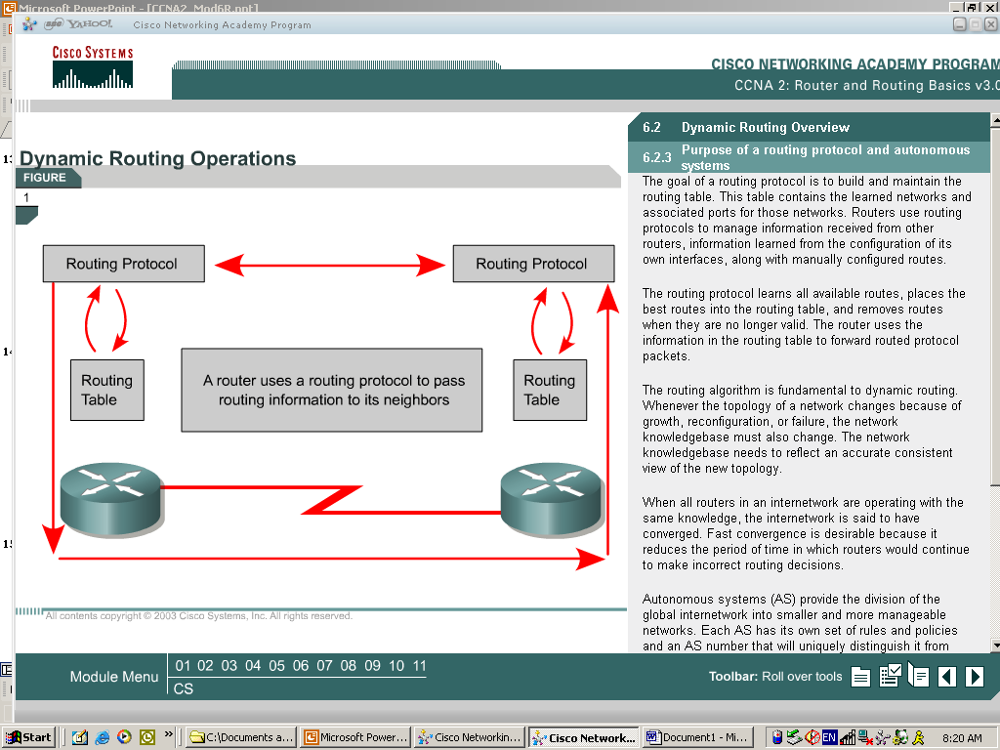 Microsoft PowerPoint - [CCNA2_Mod6R.ppt]
SBC YAHOO! Cisco Networking Academy Program
CISCO SYSTEMS
CISCO NETWORKING ACADEMY PROGRAM
CCNA 2: Router and Routing Basics v3.0
Dynamic Routing Operations
FIGURE
1
Routing Protocol
Routing Protocol
Routing
Table
A router uses a routing protocol to pass
routing information to its neighbors
Routing
Table
All contents copyright © 2003 Cisco Systems, Inc. All rights reserved.
6.2 Dynamic Routing Overview
6.2.3 Purpose of a routing protocol and autonomous
systems
The goal of a routing protocol is to build and maintain the
routing table. This table contains the learned networks and
associated ports for those networks. Routers use routing
protocols to manage information received from other
routers, information learned from the configuration of its
own interfaces, along with manually configured routes.
The routing protocol learns all available routes, places the
best routes into the routing table, and removes routes
when they are no longer valid. The router uses the
information in the routing table to forward routed protocol
packets.
The routing algorithm is fundamental to dynamic routing.
Whenever the topology of a network changes because of
growth, reconfiguration, or failure, the network
knowledgebase must also change. The network
knowledgebase needs to reflect an accurate consistent
view of the new topology.
When all routers in an internetwork are operating with the
same knowledge, the internetwork is said to have
converged. Fast convergence is desirable because it
reduces the period of time in which routers would continue
to make incorrect routing decisions.
Autonomous systems (AS) provide the division of the
global internetwork into smaller and more manageable
networks. Each AS has its own set of rules and policies
and an AS number that will uniquely distinguish it from
Module Menu 01 02 03 04 05 06 07 08 09 10 11
CS
Toolbar: Roll over tools
Start » C:\Documents a... Microsoft Power... Cisco Networkin... Cisco Network... Document1 - Mi... EN 8:20 AM